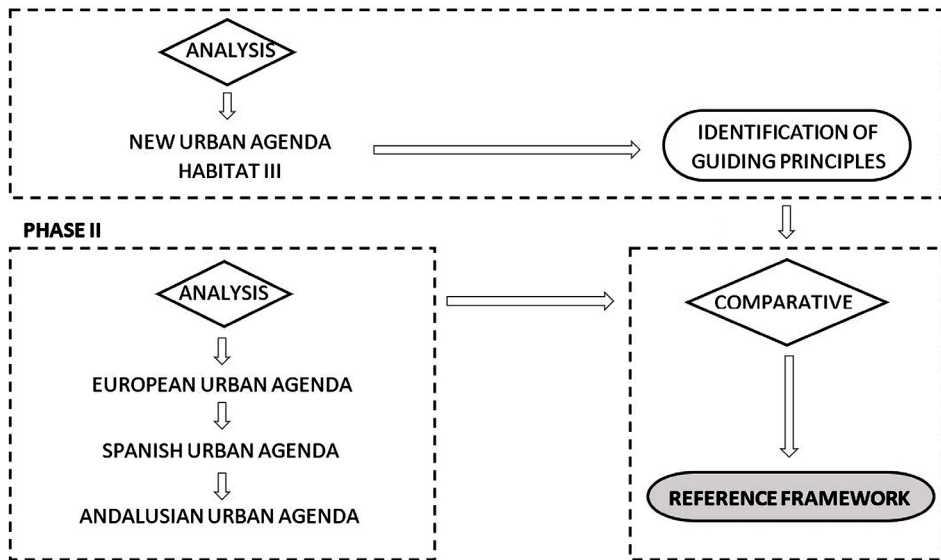 ANALYSIS
NEW URBAN AGENDA
HABITAT III
IDENTIFICATION OF
GUIDING PRINCIPLES
PHASE II
ANALYSIS
EUROPEAN URBAN AGENDA
SPANISH URBAN AGENDA
ANDALUSIAN URBAN AGENDA
COMPARATIVE
REFERENCE FRAMEWORK